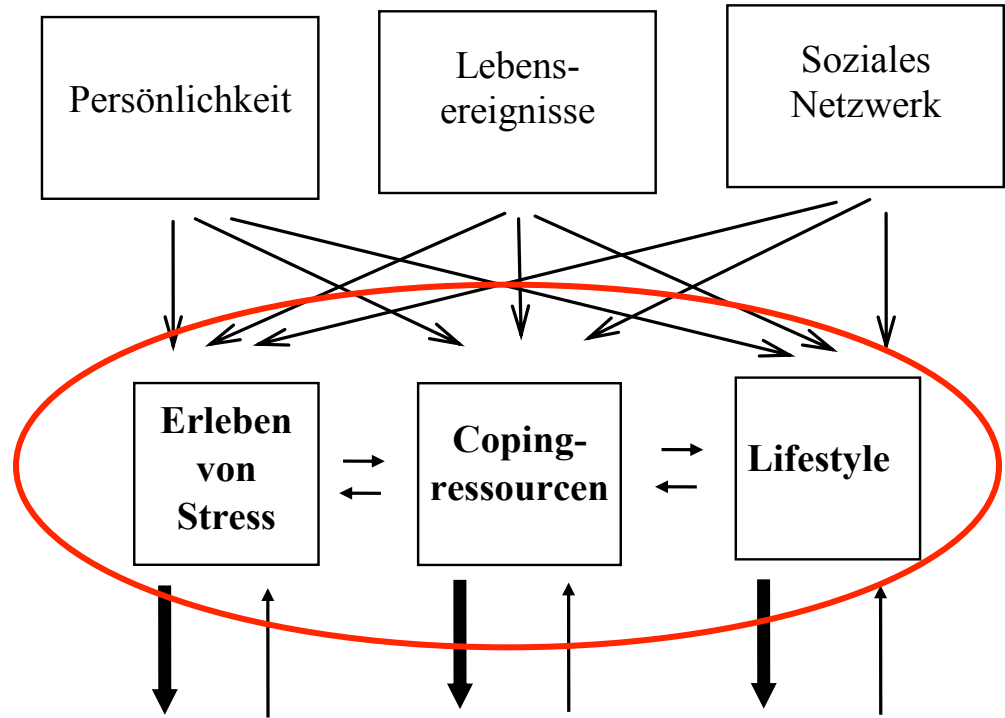 Persönlichkeit
Lebens-
ereignisse
Soziales
Netzwerk
Erleben
von
Stress
Coping-
ressourcen
Lifestyle